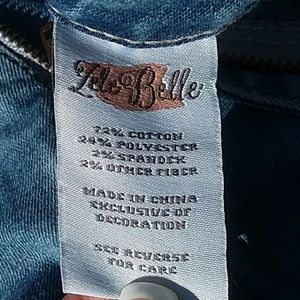 Zele Belle
72% COTTON
24% POLYESTER
2% SPANDEX
2% OTHER FIBER
MADE IN CHINA
EXCLUSIVE OF
DECORATION
SEE REVERSE
FOR CARE